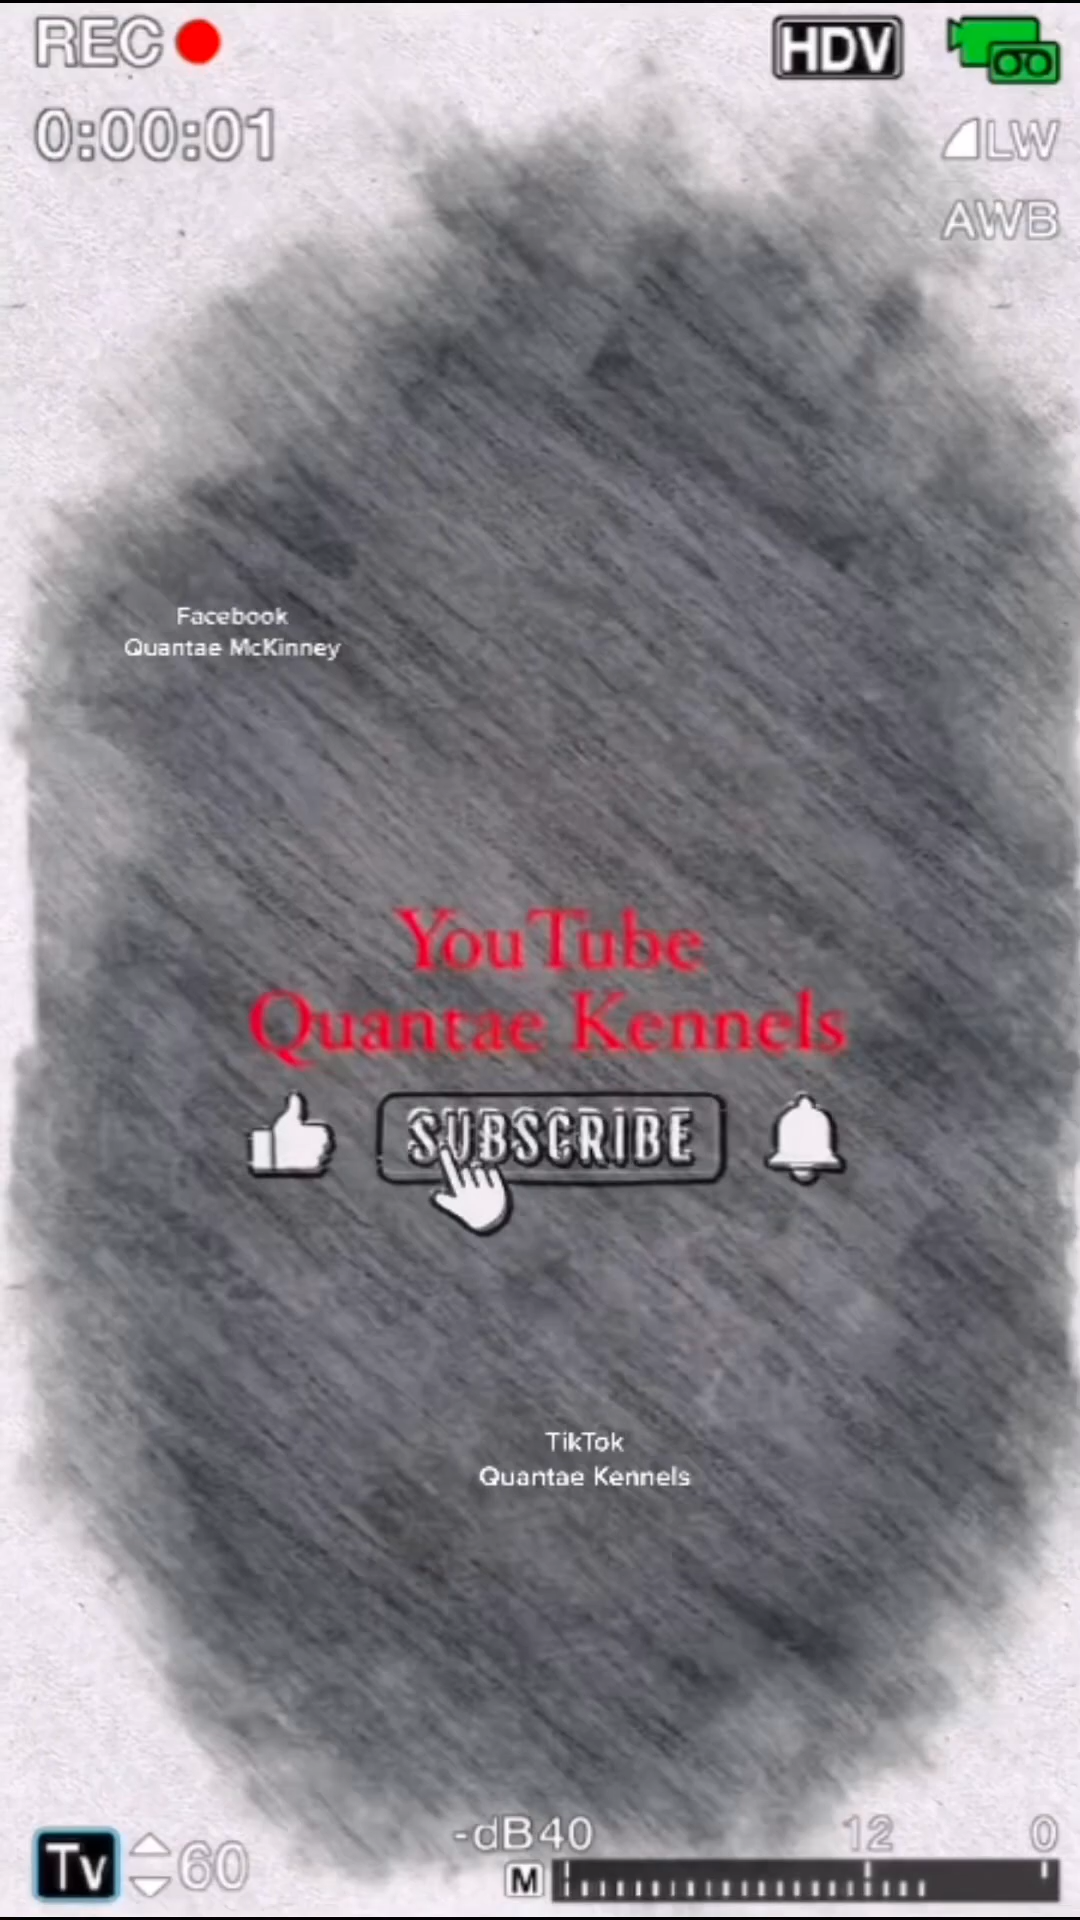 REC
HDV
0:00:01
LW
AWB
Facebook
Quantae McKinney
YouTube
Quantae Kennels
SUBSCRIBE
TikTok
Quantae Kennels
-dB40 12 0
Tv 60
M